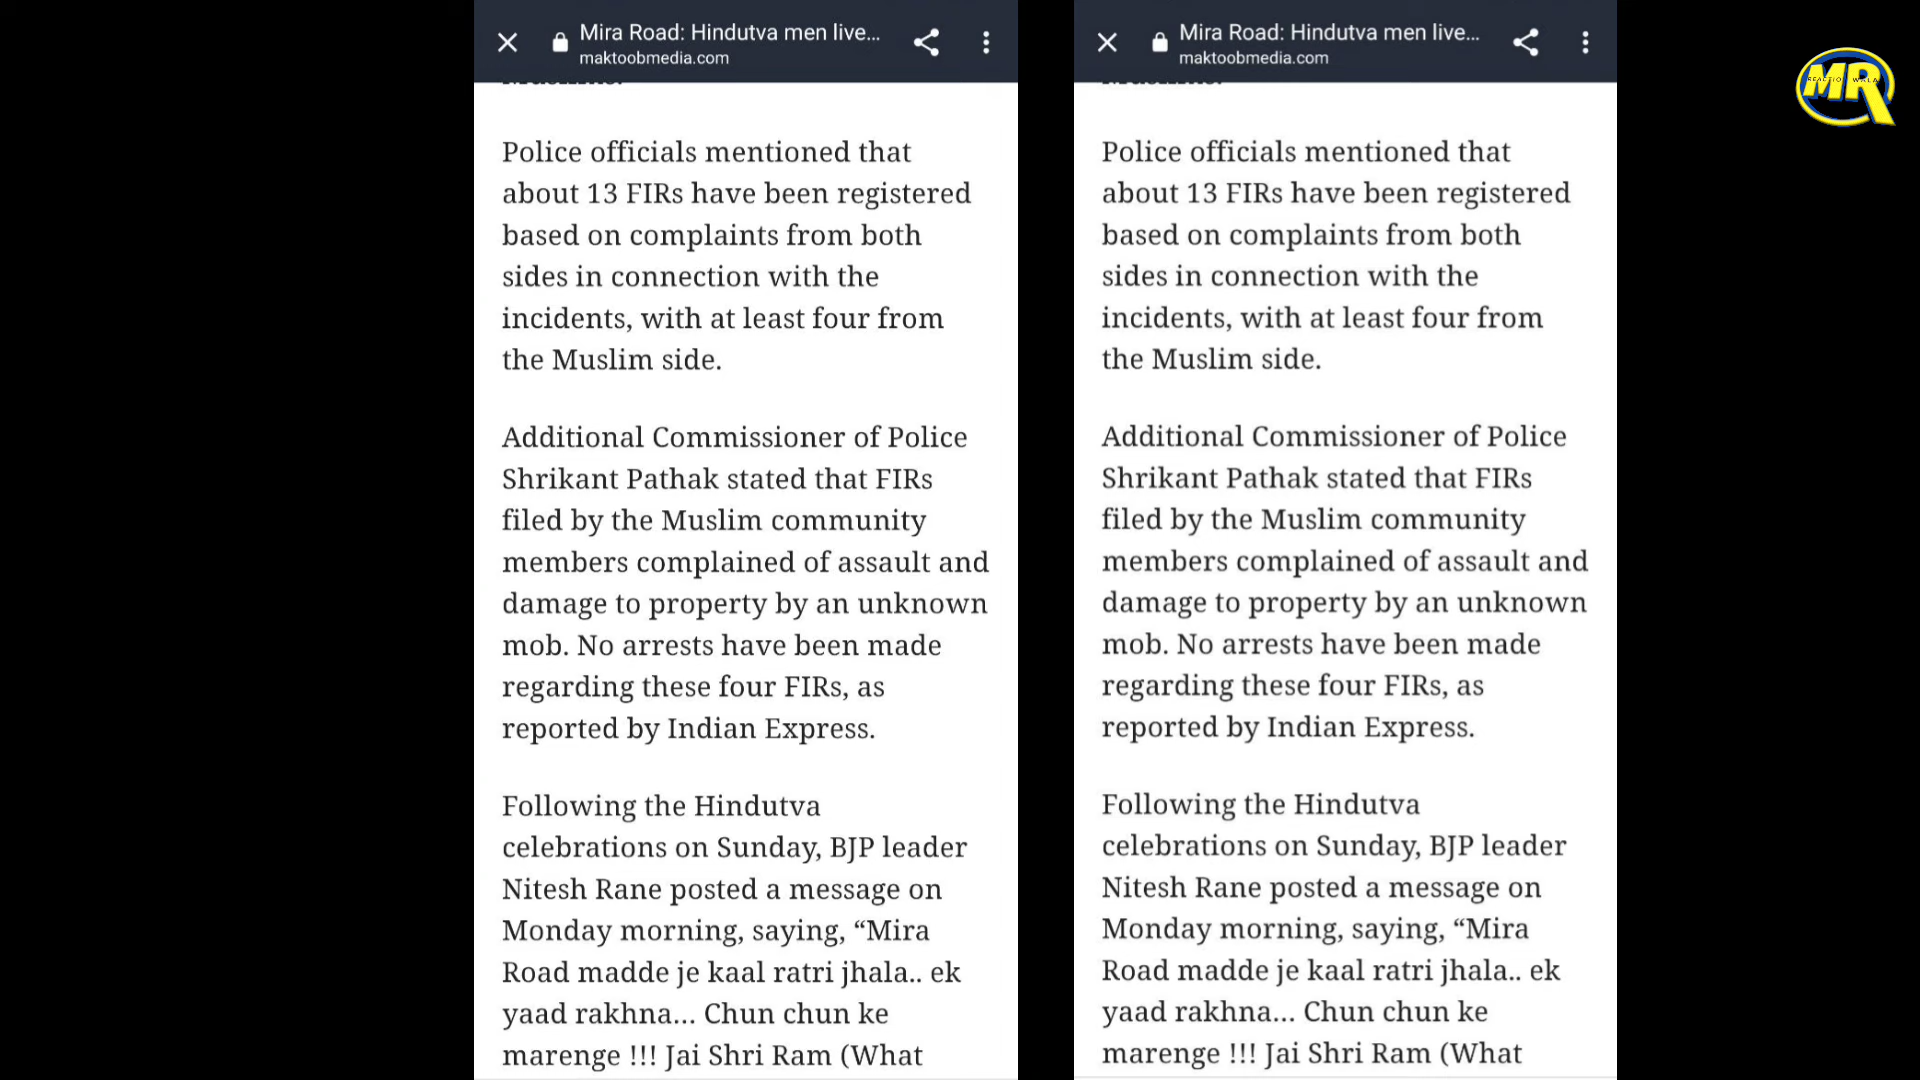 Mira Road: Hindutva men live...
maktoobmedia.com
Police officials mentioned that
about 13 FIRs have been registered
based on complaints from both
sides in connection with the
incidents, with at least four from
the Muslim side.
Additional Commissioner of Police
Shrikant Pathak stated that FIRs
filed by the Muslim community
members complained of assault and
damage to property by an unknown
mob. No arrests have been made
regarding these four FIRs, as
reported by Indian Express.
Following the Hindutva
celebrations on Sunday, BJP leader
Nitesh Rane posted a message on
Monday morning, saying, “Mira
Road madde je kaal ratri jhala.. ek
yaad rakhna... Chun chun ke
marenge !!! Jai Shri Ram (What
Mira Road: Hindutva men live...
maktoobmedia.com
Police officials mentioned that
about 13 FIRs have been registered
based on complaints from both
sides in connection with the
incidents, with at least four from
the Muslim side.
Additional Commissioner of Police
Shrikant Pathak stated that FIRs
filed by the Muslim community
members complained of assault and
damage to property by an unknown
mob. No arrests have been made
regarding these four FIRs, as
reported by Indian Express.
Following the Hindutva
celebrations on Sunday, BJP leader
Nitesh Rane posted a message on
Monday morning, saying, “Mira
Road madde je kaal ratri jhala.. ek
yaad rakhna... Chun chun ke
marenge !!! Jai Shri Ram (What
MR
REACTION WALA